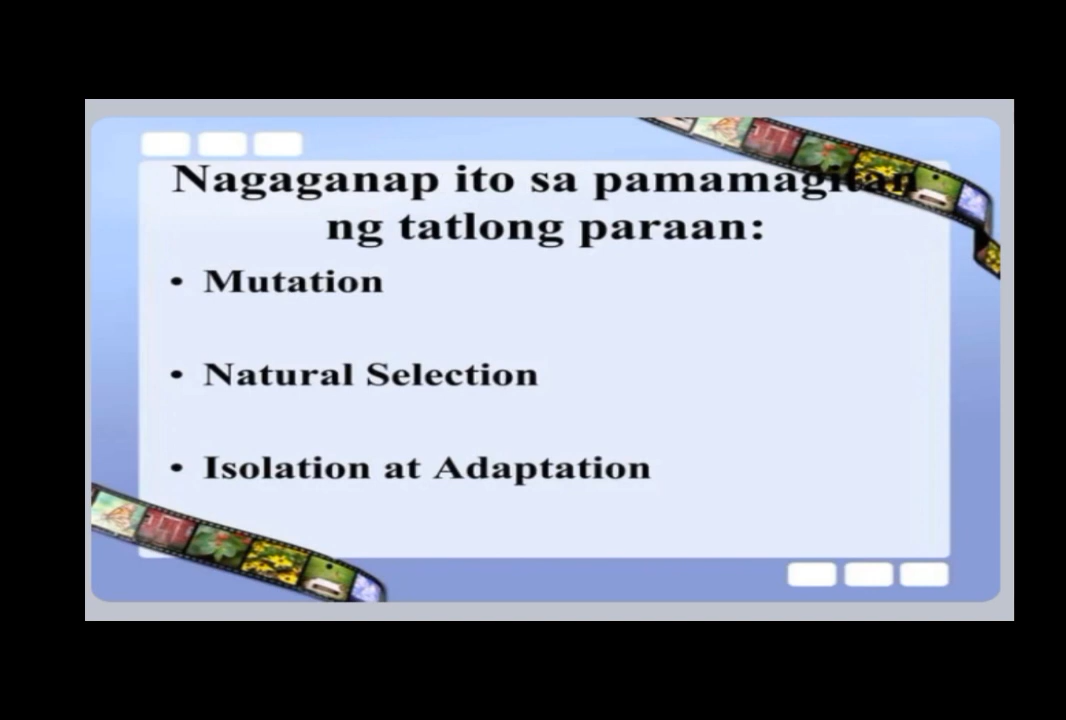 Nagaganap ito sa pamamagitan
ng tatlong paraan:
• Mutation
• Natural Selection
• Isolation at Adaptation